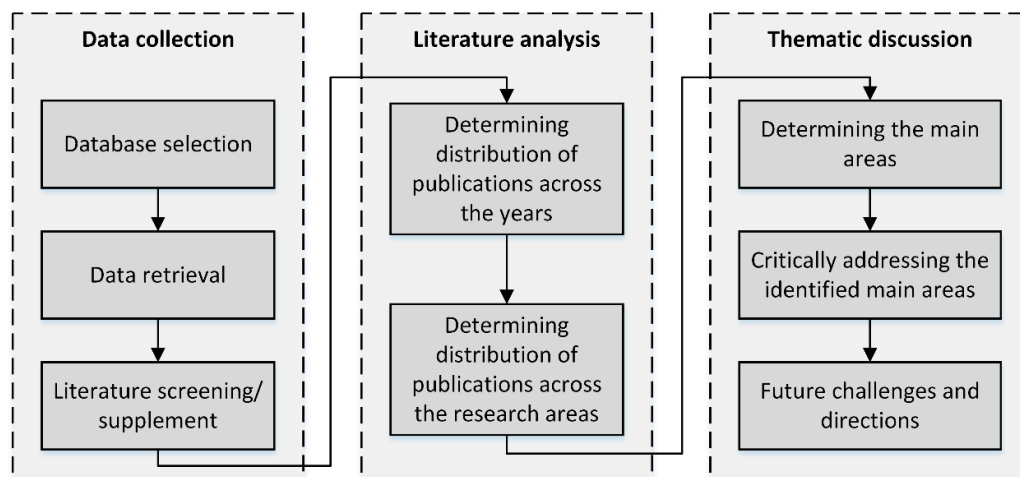 Data collection
Database selection
Data retrieval
Literature screening/
supplement
Literature analysis
Determining
distribution of
publications across
the years
Determining
distribution of
publications across
the research areas
Thematic discussion
Determining the main
areas
Critically addressing the
identified main areas
Future challenges and
directions